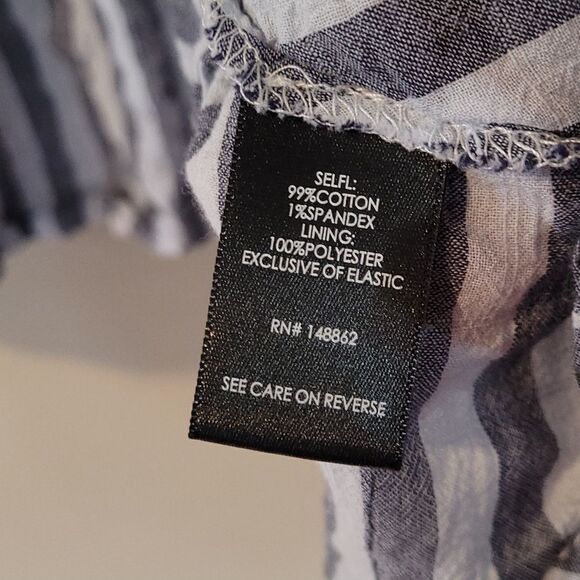 SELFL:
99%COTTON
1%SPANDEX
LINING:
100%POLYESTER
EXCLUSIVE OF ELASTIC
RN# 148862
SEE CARE ON REVERSE